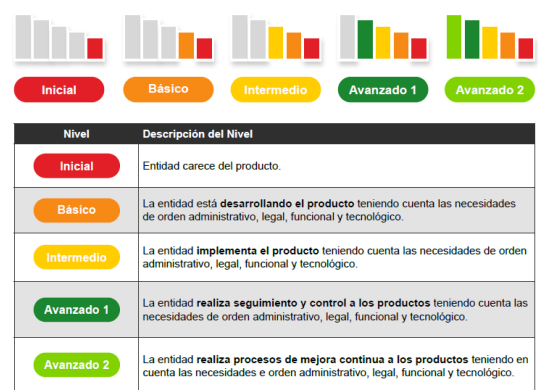 Inicial
Básico
Intermedio
Avanzado 1
Avanzado 2
Nivel
Descripción del Nivel
Inicial
Entidad carece del producto.
Básico
La entidad está desarrollando el producto teniendo cuenta las necesidades
de orden administrativo, legal, funcional y tecnológico.
Intermedio
La entidad implementa el producto teniendo cuenta las necesidades de orden
administrativo, legal, funcional y tecnológico.
Avanzado 1
La entidad realiza seguimiento y control a los productos teniendo cuenta las
necesidades de orden administrativo, legal, funcional y tecnológico.
Avanzado 2
La entidad realiza procesos de mejora continua a los productos teniendo en
cuenta las necesidades e orden administrativo, legal, funcional y tecnológico.